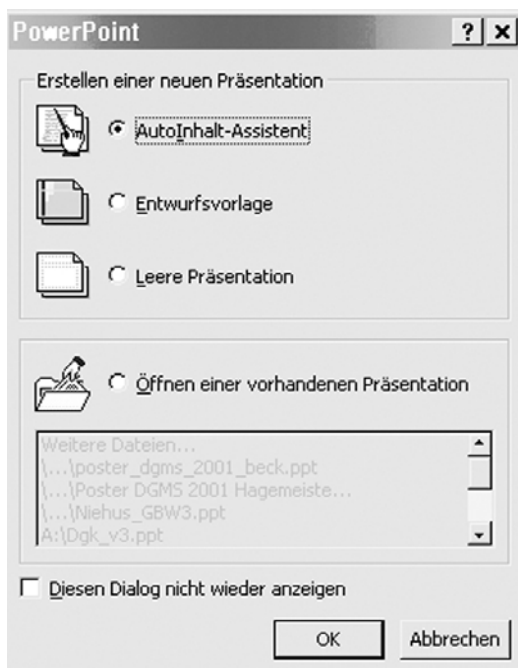 PowerPoint
Erstellen einer neuen Präsentation
AutoInhalt-Assistent
Entwurfsvorlage
Leere Präsentation
Öffnen einer vorhandenen Präsentation
Weitere Dateien...
\...\poster_dgms_2001_beck.ppt
\...\Poster DGMS 2001 Hagemeiste...
\...\Niehus_GBW3.ppt
A:\Dgk_v3.ppt
Diesen Dialog nicht wieder anzeigen
OK Abbrechen